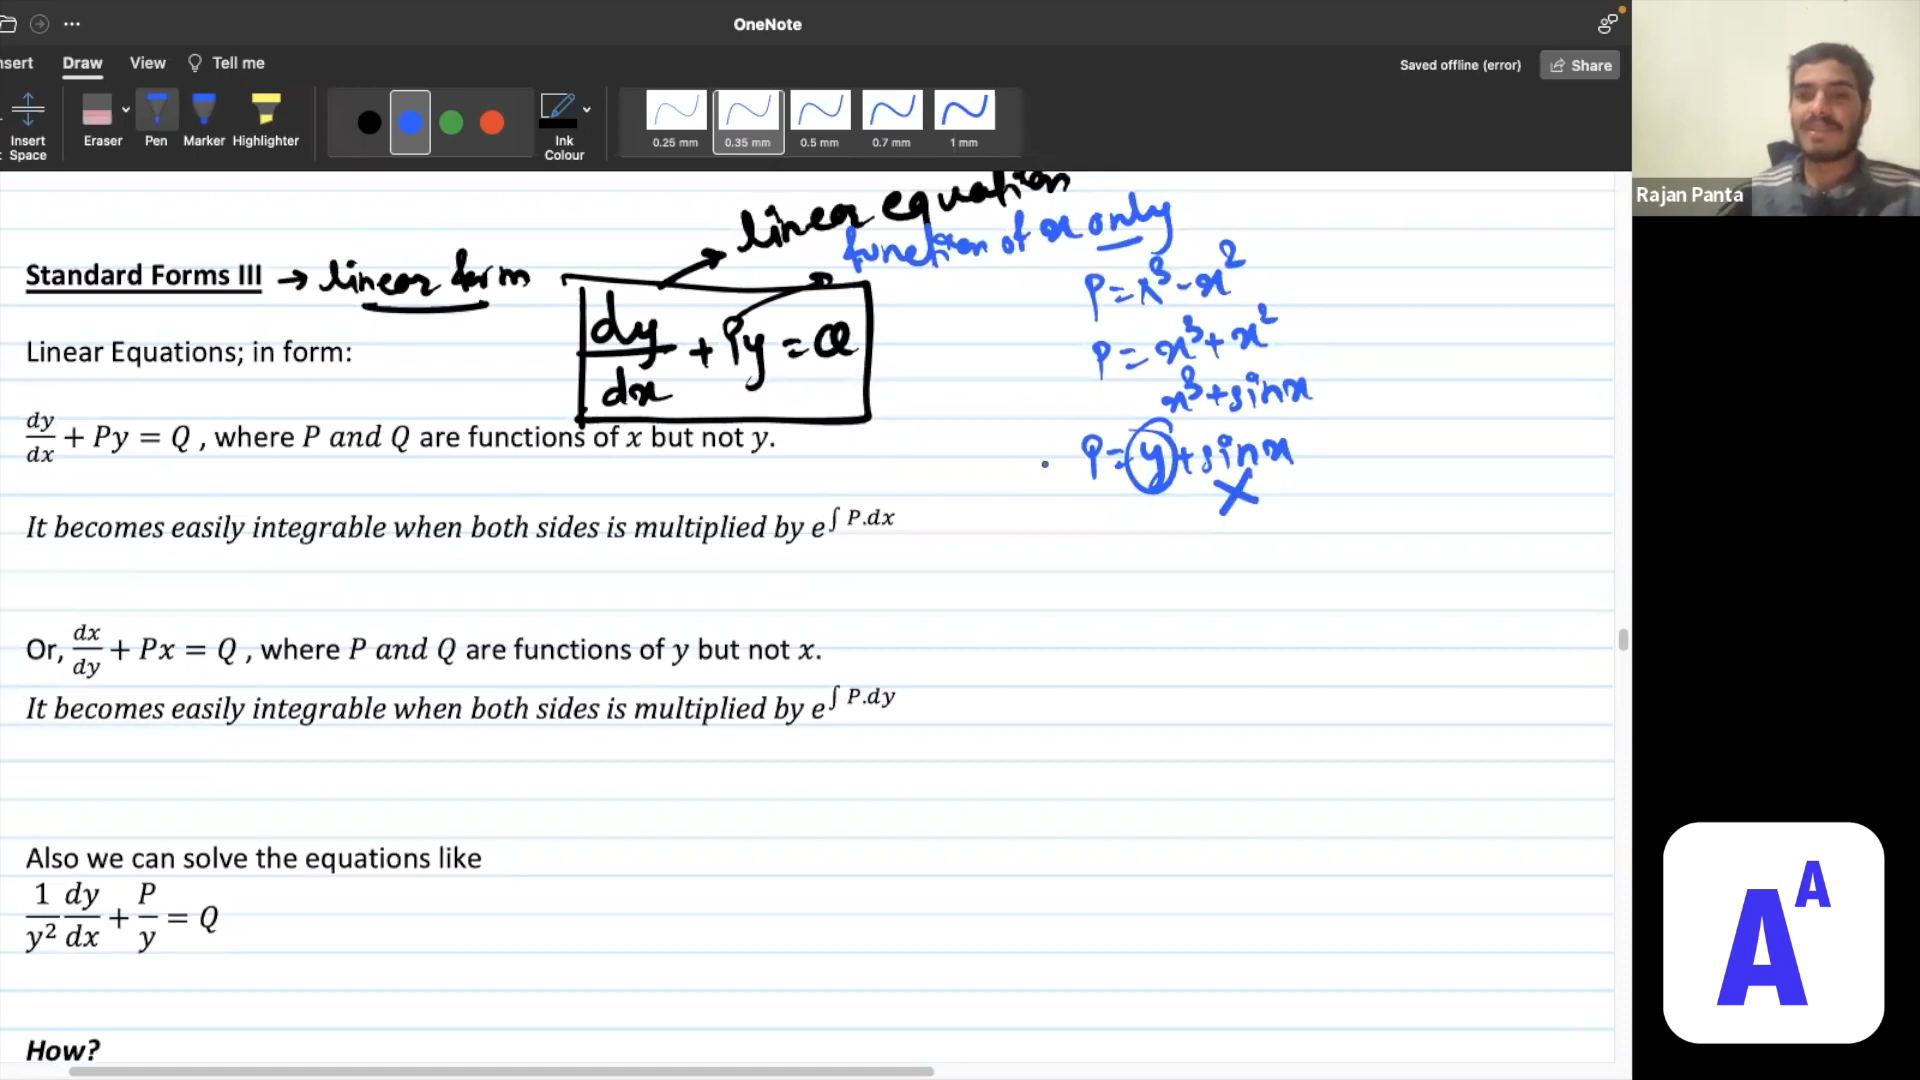 OneNote
nsert Draw View Tell me
Saved offline (error) Share
Insert Space Eraser Pen Marker Highlighter Ink Colour 0.25 mm 0.35 mm 0.5 mm 0.7 mm 1 mm
Rajan Panta
linear equation
function of x only
Standard Forms III → linear form
P = x³ - x²
Linear Equations; in form:
dy/dx + Py = Q
P = x³ + x²
x³ + sinx
dy/dx + Py = Q , where P and Q are functions of x but not y.
P = y + sinx
X
It becomes easily integrable when both sides is multiplied by e^∫ P.dx
Or, dx/dy + Px = Q , where P and Q are functions of y but not x.
It becomes easily integrable when both sides is multiplied by e^∫ P.dy
Also we can solve the equations like
1/y² dy/dx + P/y = Q
How?
A^A